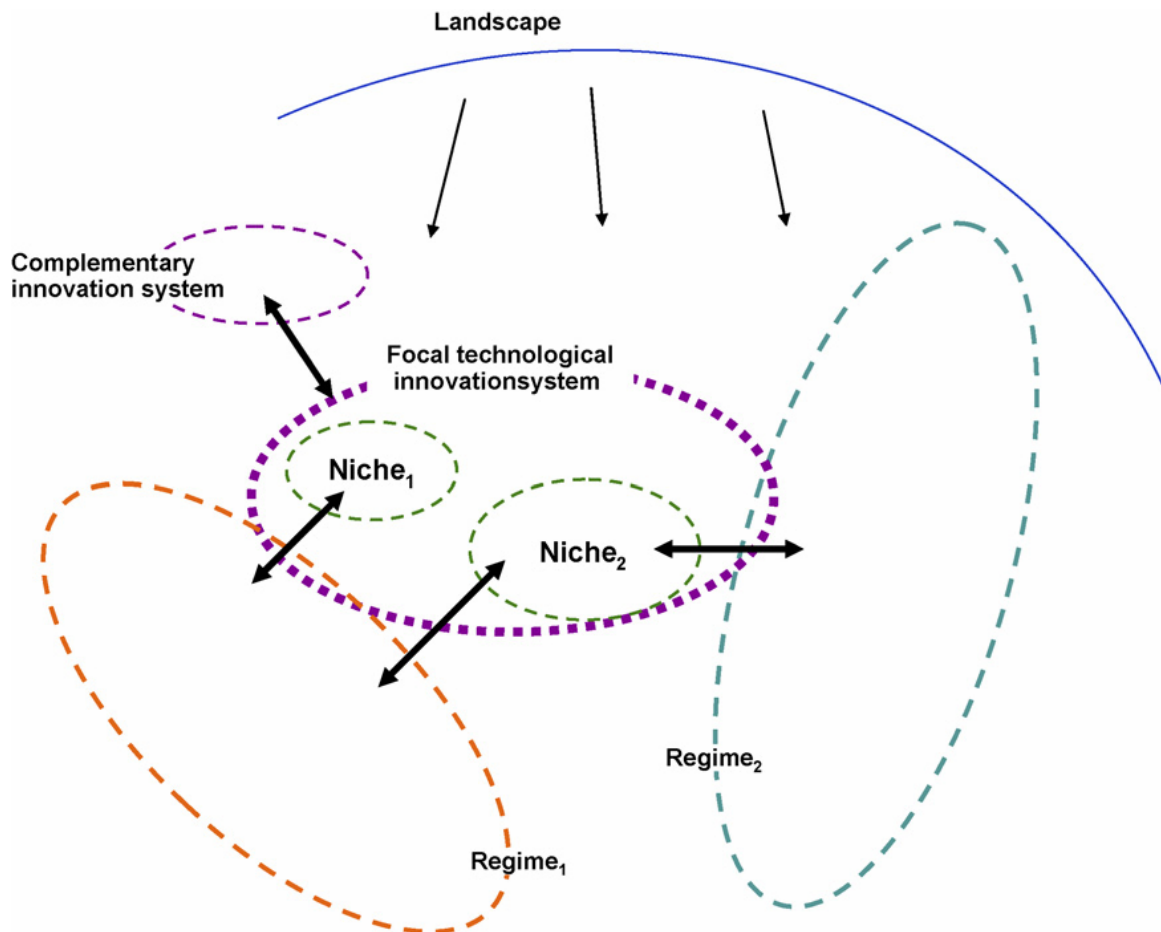 Landscape
Complementary
innovation system
Focal technological
innovationsystem
Niche₁
Niche₂
Regime₂
Regime₁